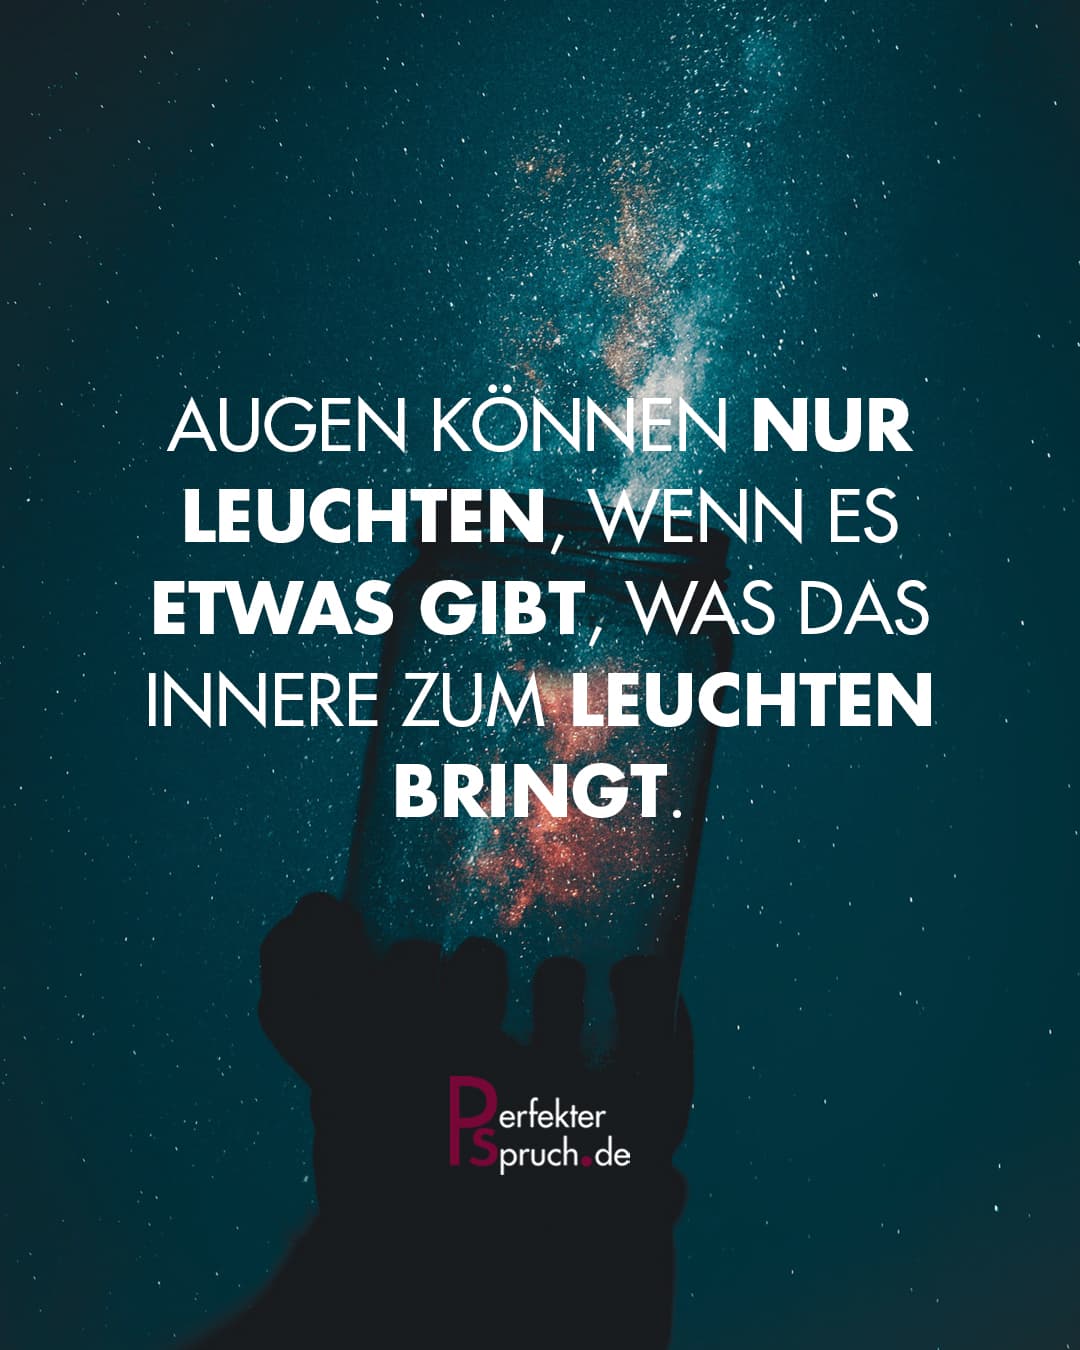 AUGEN KÖNNEN NUR
LEUCHTEN, WENN ES
ETWAS GIBT, WAS DAS
INNERE ZUM LEUCHTEN
BRINGT.
Perfekter
Spruch.de